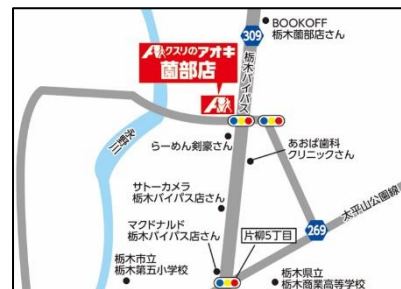 BOOKOFF
栃木薗部店さん
309
栃木バイパス
クスリのアオキ
薗部店
永野川
らーめん剣豪さん
あおば歯科
クリニックさん
サトーカメラ
栃木バイパス店さん
太平山公園線
269
マクドナルド
栃木バイパス店さん
片柳5丁目
栃木市立
栃木第五小学校
栃木県立
栃木商業高等学校